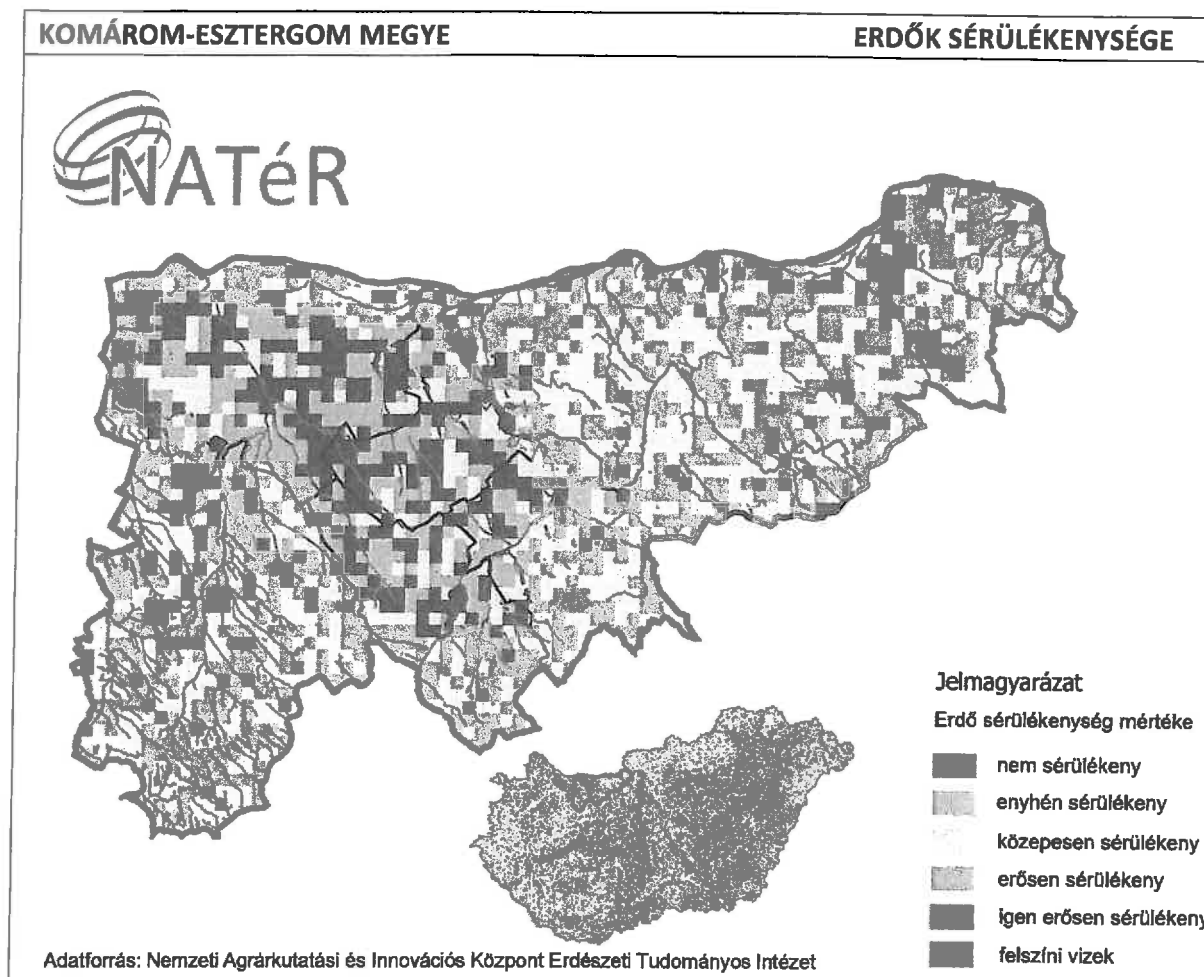 KOMÁROM-ESZTERGOM MEGYE
ERDŐK SÉRÜLÉKENYSÉGE
NATéR
Jelmagyarázat
Erdő sérülékenység mértéke
nem sérülékeny
enyhén sérülékeny
közepesen sérülékeny
erősen sérülékeny
igen erősen sérülékeny
felszíni vizek
Adatforrás: Nemzeti Agrárkutatási és Innovációs Központ Erdészeti Tudományos Intézet